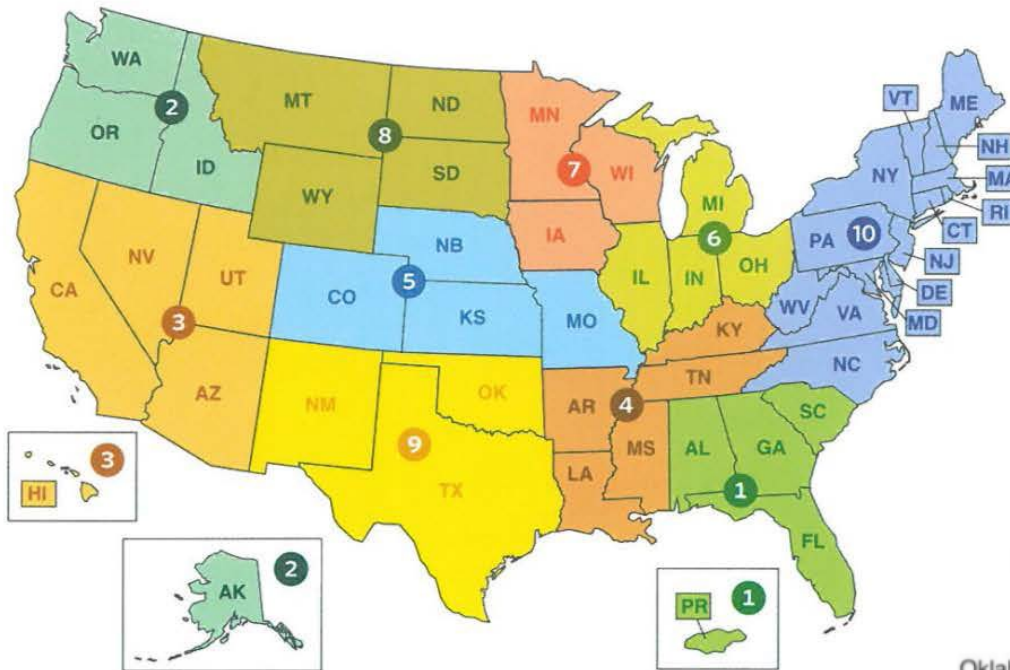 WA
MT
ND
MN
VT
ME
2
8
OR
ID
SD
7
WI
NY
NH
MA
RI
WY
MI
CT
NB
IA
6
PA
10
NJ
NV
UT
5
IL
IN
OH
DE
CA
CO
KS
MO
WV
VA
MD
3
KY
NC
AZ
NM
OK
TN
AR
4
SC
9
MS
AL
GA
3
HI
TX
LA
1
FL
AK
2
PR
1